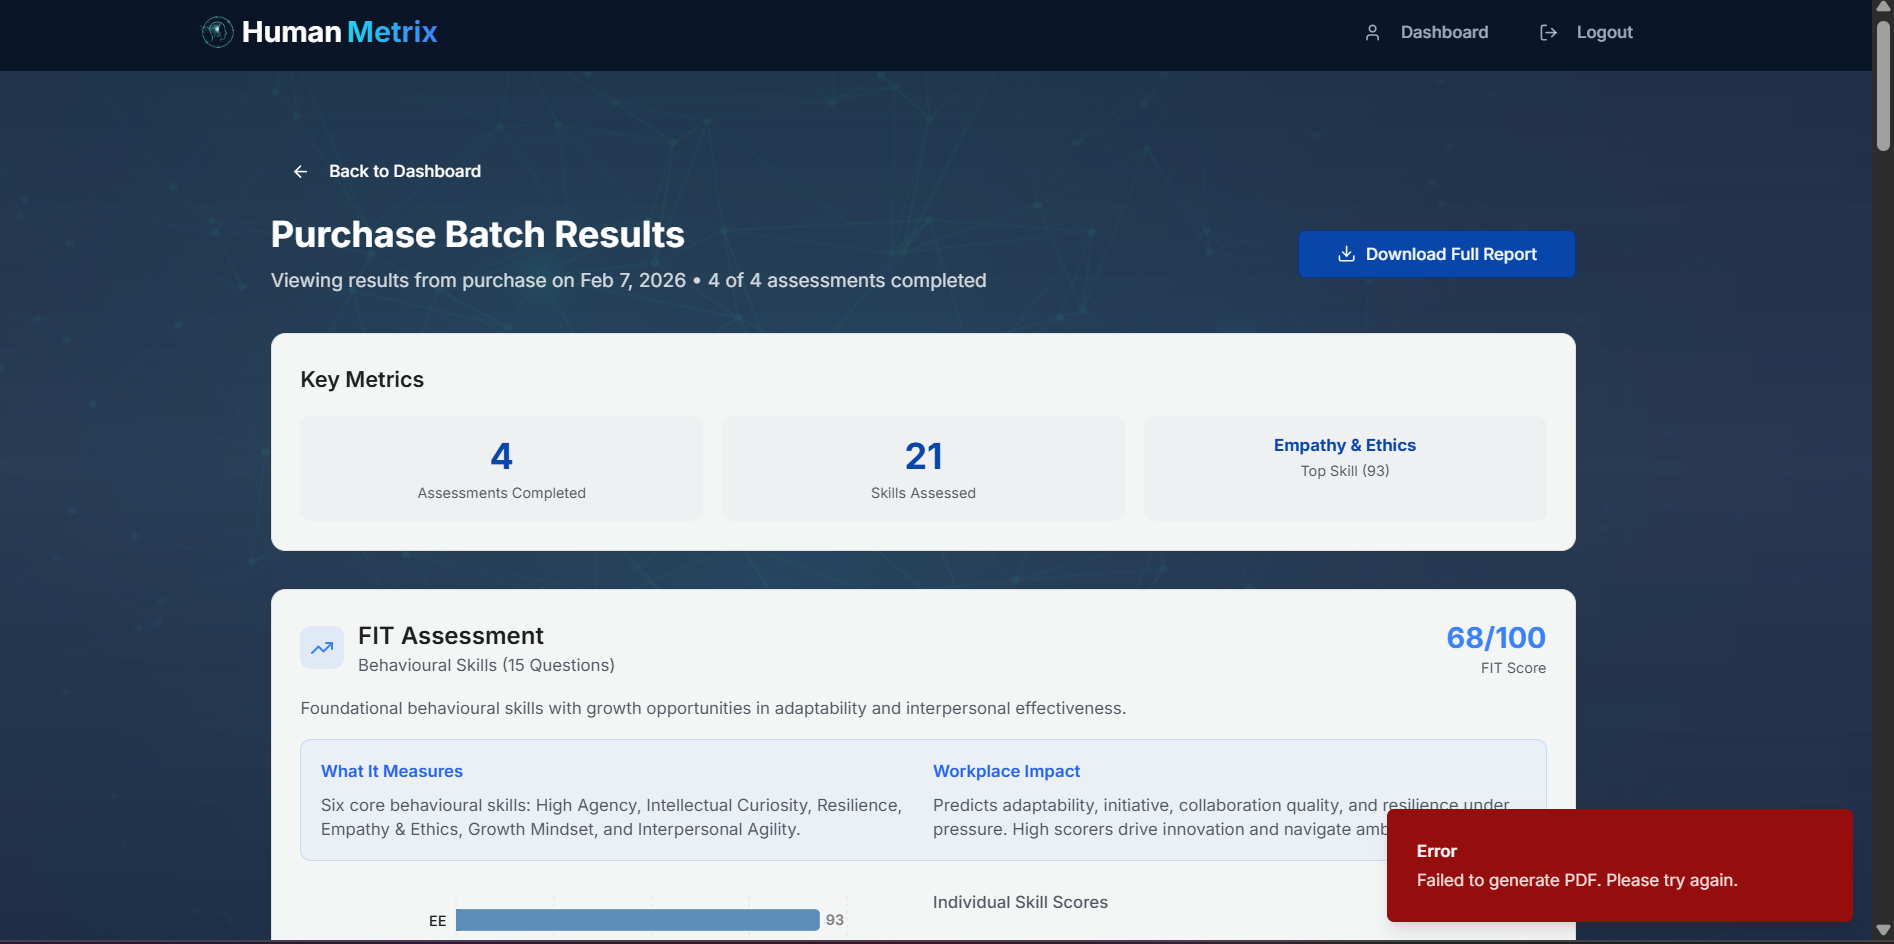 Human Metrix
Dashboard
Logout
Back to Dashboard
Purchase Batch Results
Viewing results from purchase on Feb 7, 2026 • 4 of 4 assessments completed
Download Full Report
Key Metrics
4
Assessments Completed
21
Skills Assessed
Empathy & Ethics
Top Skill (93)
FIT Assessment
Behavioural Skills (15 Questions)
68/100
FIT Score
Foundational behavioural skills with growth opportunities in adaptability and interpersonal effectiveness.
What It Measures
Six core behavioural skills: High Agency, Intellectual Curiosity, Resilience,
Empathy & Ethics, Growth Mindset, and Interpersonal Agility.
Workplace Impact
Predicts adaptability, initiative, collaboration quality, and resilience under
pressure. High scorers drive innovation and navigate
EE
93
Individual Skill Scores
Error
Failed to generate PDF. Please try again.